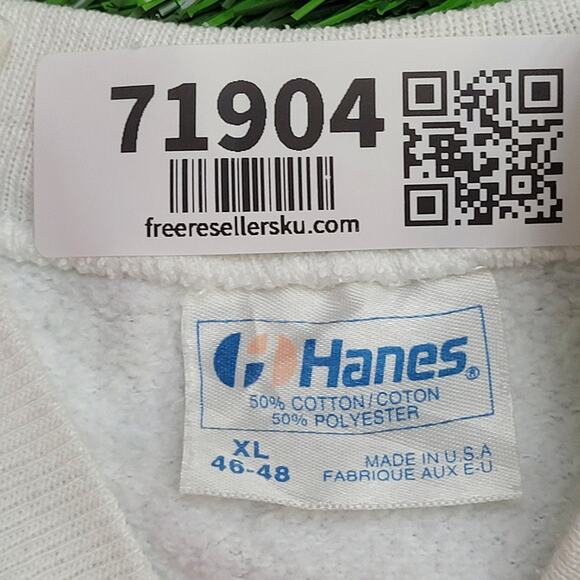 71904
freeresellersku.com
Hanes®
50% COTTON/COTON
50% POLYESTER
XL
46-48
MADE IN U.S.A
FABRIQUE AUX E-U